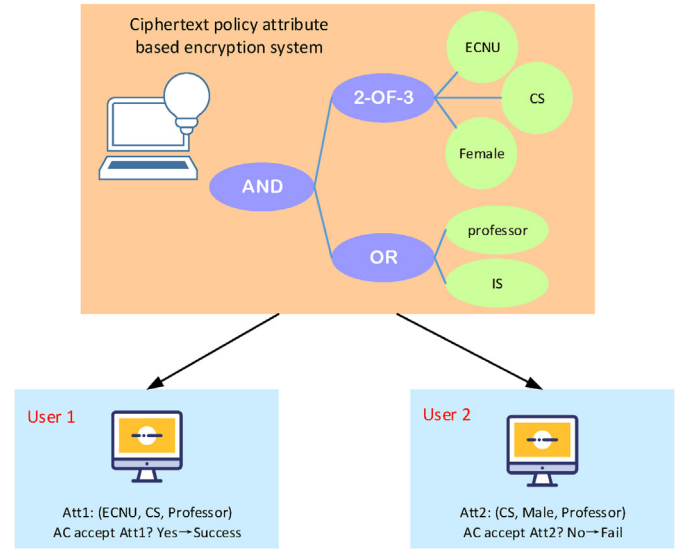 Ciphertext policy attribute
based encryption system
ECNU
2-OF-3
CS
Female
AND
professor
OR
IS
User 1
Att1: (ECNU, CS, Professor)
AC accept Att1? Yes→Success
User 2
Att2: (CS, Male, Professor)
AC accept Att2? No→Fail